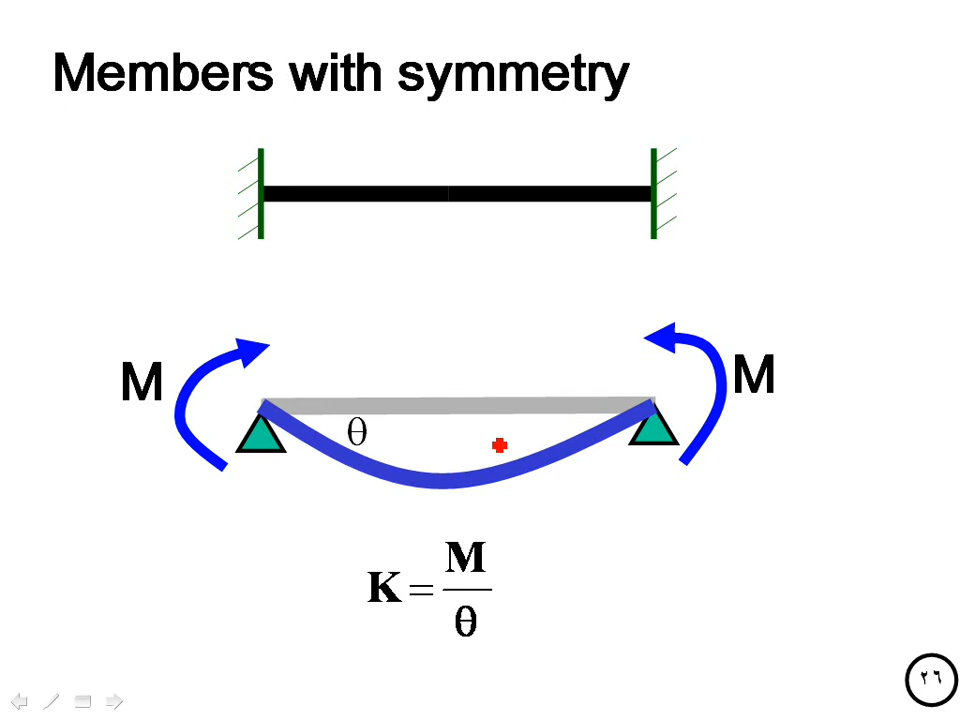 Members with symmetry
M
M
θ
K = M/θ
٢٦